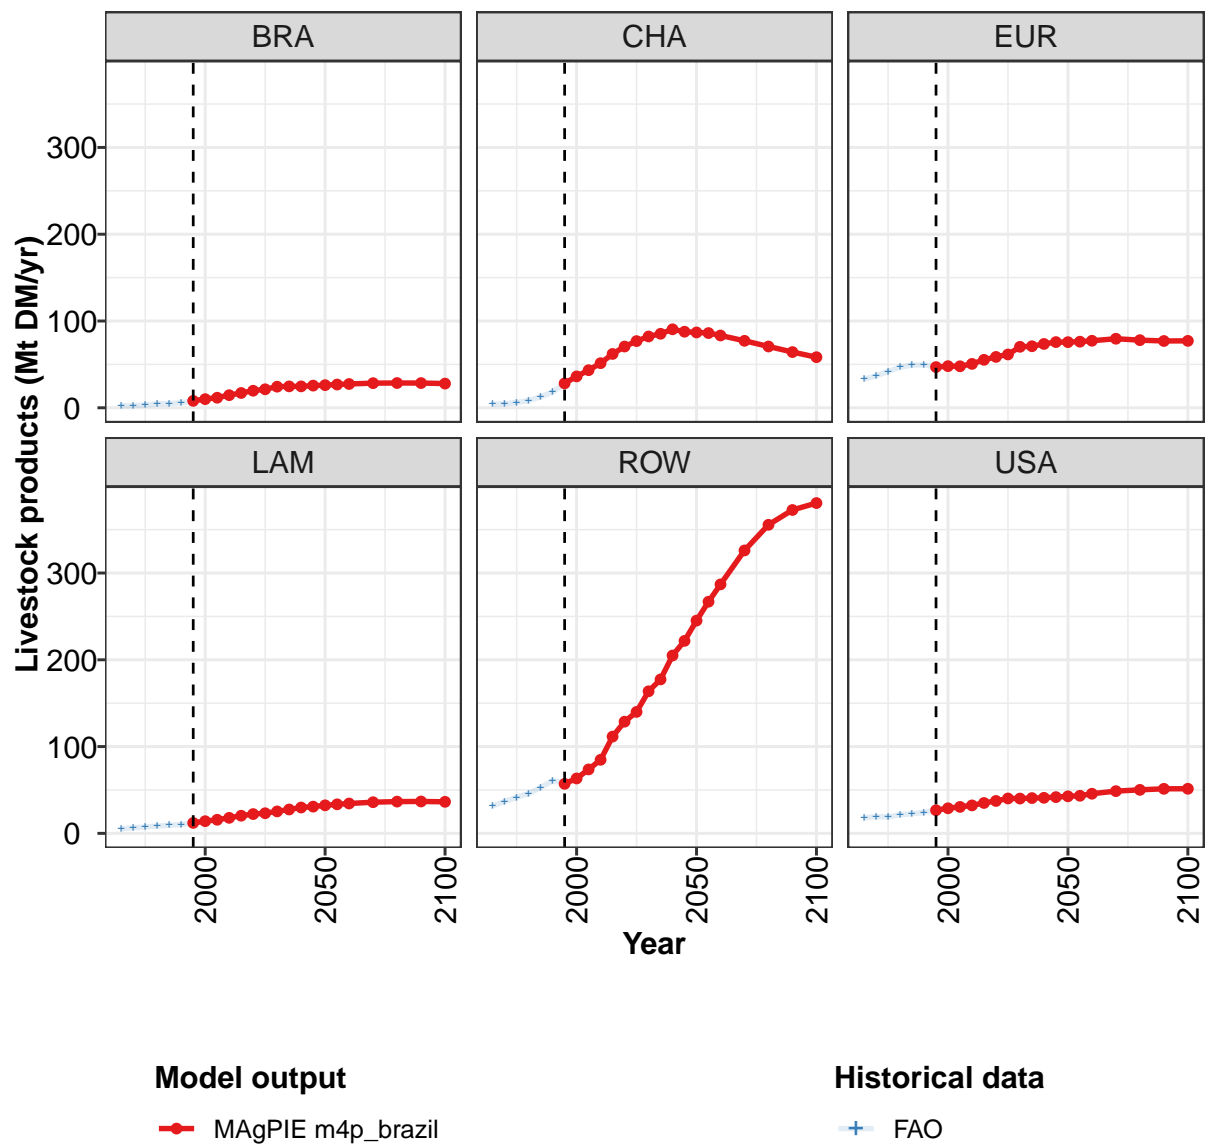 BRA CHA EUR
300
200
100
0
LAM ROW USA
300
200
100
0
Livestock products (Mt DM/yr)
2000 2050 2100 2000 2050 2100 2000 2050 2100
Year
Model output Historical data
MAgPIE m4p_brazil FAO